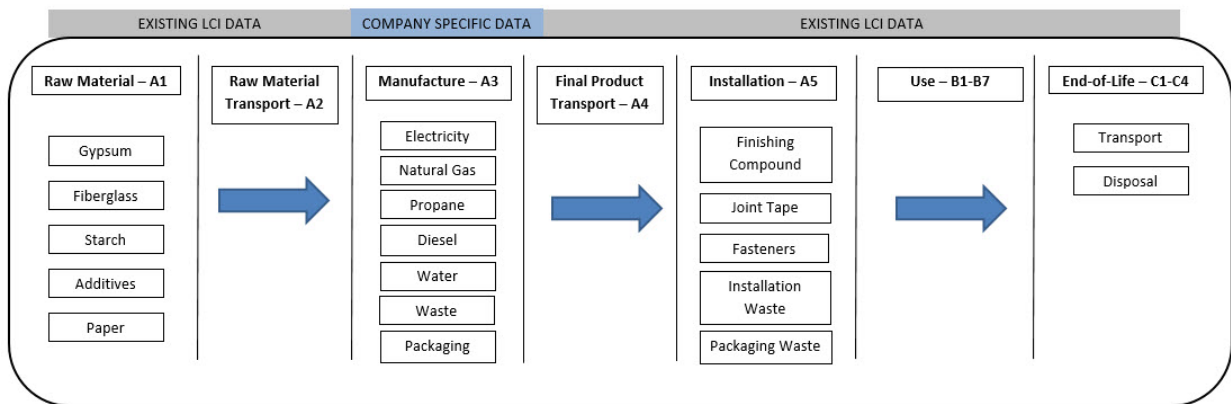 EXISTING LCI DATA
COMPANY SPECIFIC DATA
EXISTING LCI DATA
Raw Material – A1
Gypsum
Fiberglass
Starch
Additives
Paper
Raw Material
Transport – A2
Manufacture – A3
Electricity
Natural Gas
Propane
Diesel
Water
Waste
Packaging
Final Product
Transport – A4
Installation – A5
Finishing
Compound
Joint Tape
Fasteners
Installation
Waste
Packaging Waste
Use – B1-B7
End-of-Life – C1-C4
Transport
Disposal